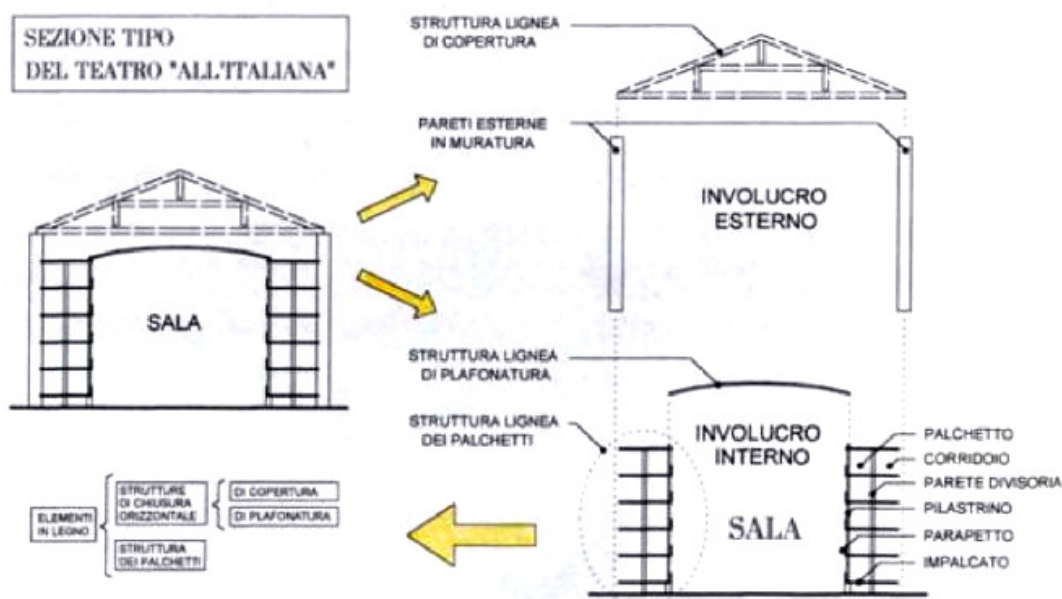 SEZIONE TIPO
DEL TEATRO "ALL'ITALIANA"
STRUTTURA LIGNEA
DI COPERTURA
PARETI ESTERNE
IN MURATURA
INVOLUCRO
ESTERNO
SALA
STRUTTURA LIGNEA
DI PLAFONATURA
STRUTTURA LIGNEA
DEI PALCHETTI
INVOLUCRO
INTERNO
SALA
PALCHETTO
CORRIDOIO
PARETE DIVISORIA
PILASTRINO
PARAPETTO
IMPALCATO
ELEMENTI
IN LEGNO
STRUTTURE
DI CHIUSURA
ORIZZONTALE
DI COPERTURA
DI PLAFONATURA
STRUTTURA
DEI PALCHETTI